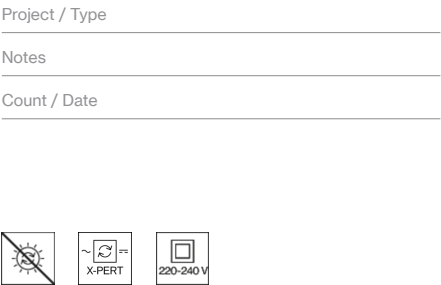 Project / Type
Notes
Count / Date
X-PERT
220-240 V